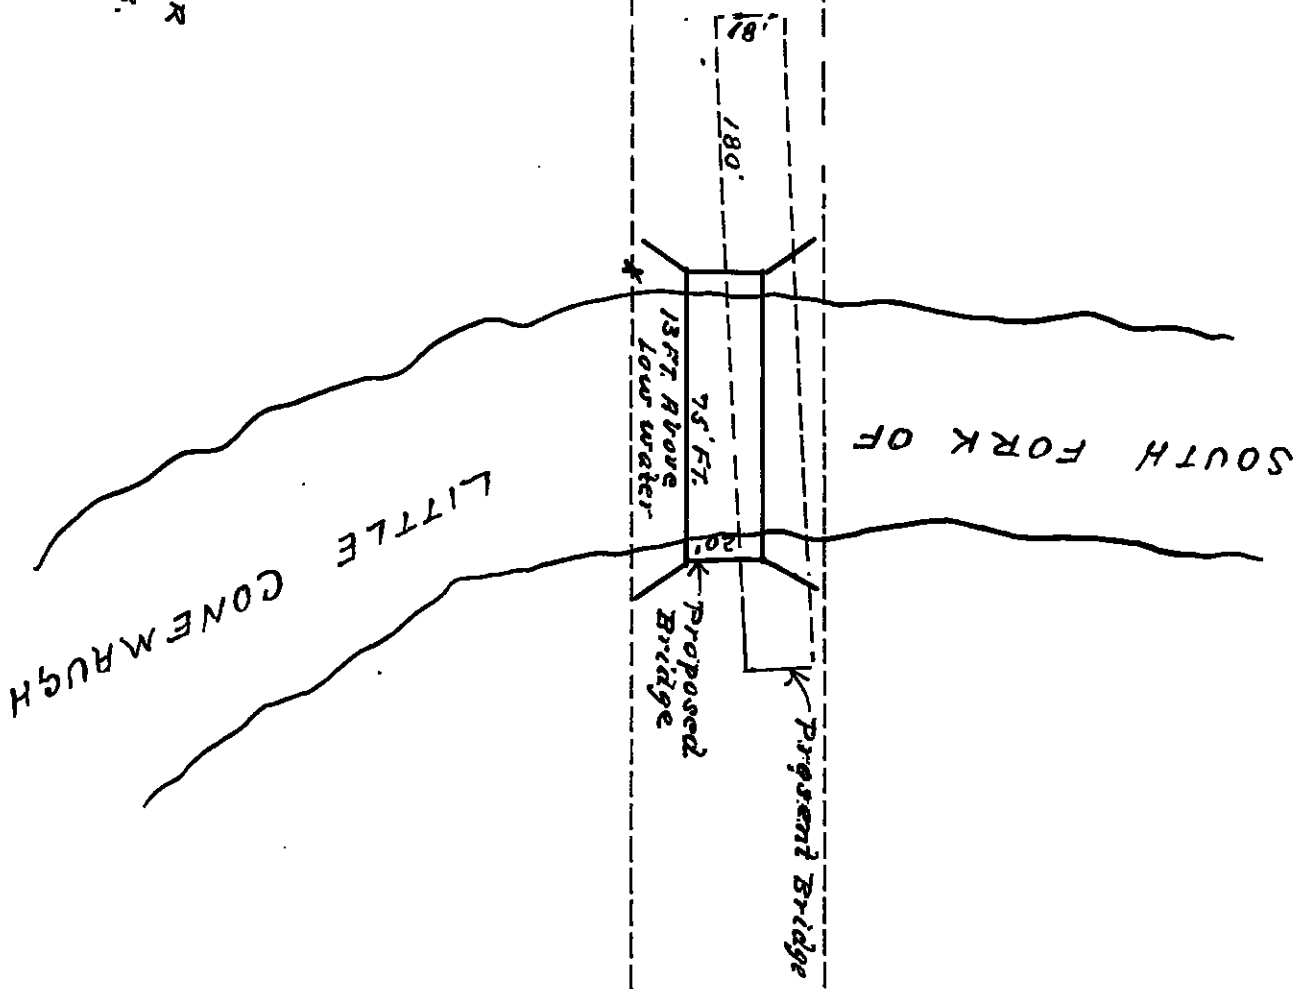 SOUTH FORK OF
LITTLE CONEMAUGH
18'
180'
13 FT. Above
Low water
75' FT.
20'
Proposed
Bridge
Present Bridge